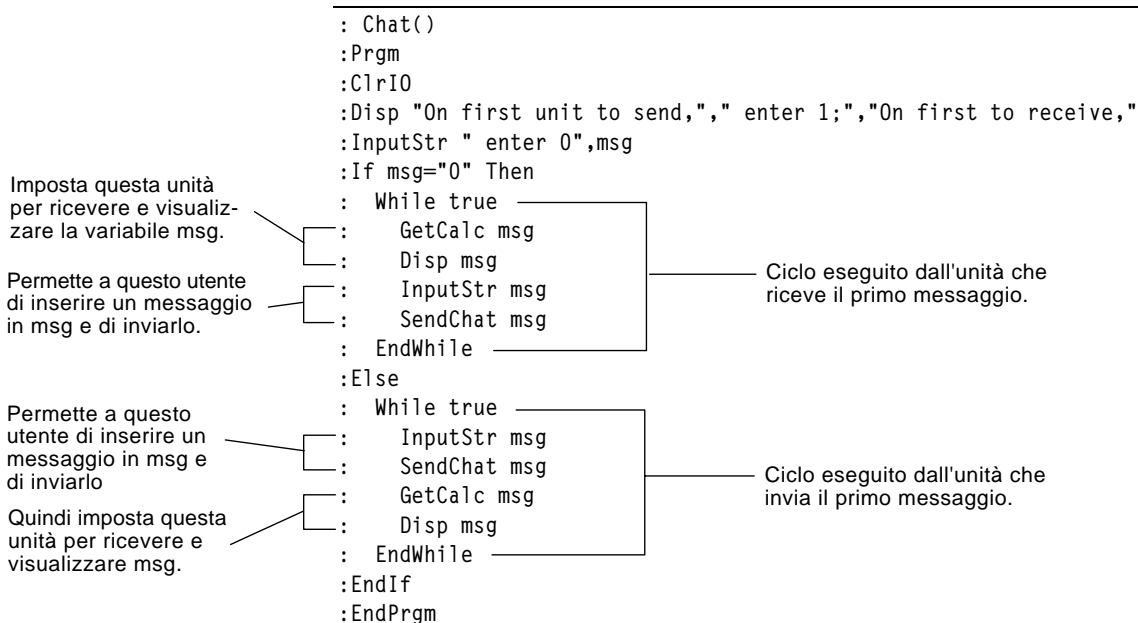 : Chat()
:Prgm
:ClrIO
:Disp "On first unit to send,"," enter 1;","On first to receive,"
:InputStr " enter 0",msg
:If msg="0" Then
: While true
: GetCalc msg
: Disp msg
: InputStr msg
: SendChat msg
: EndWhile
:Else
: While true
: InputStr msg
: SendChat msg
: GetCalc msg
: Disp msg
: EndWhile
:EndIf
:EndPrgm
Imposta questa unità
per ricevere e visualiz-
zare la variabile msg.
Permette a questo utente
di inserire un messaggio
in msg e di inviarlo.
Permette a questo
utente di inserire un
messaggio in msg e
di inviarlo
Quindi imposta questa
unità per ricevere e
visualizzare msg.
Ciclo eseguito dall'unità che
riceve il primo messaggio.
Ciclo eseguito dall'unità che
invia il primo messaggio.